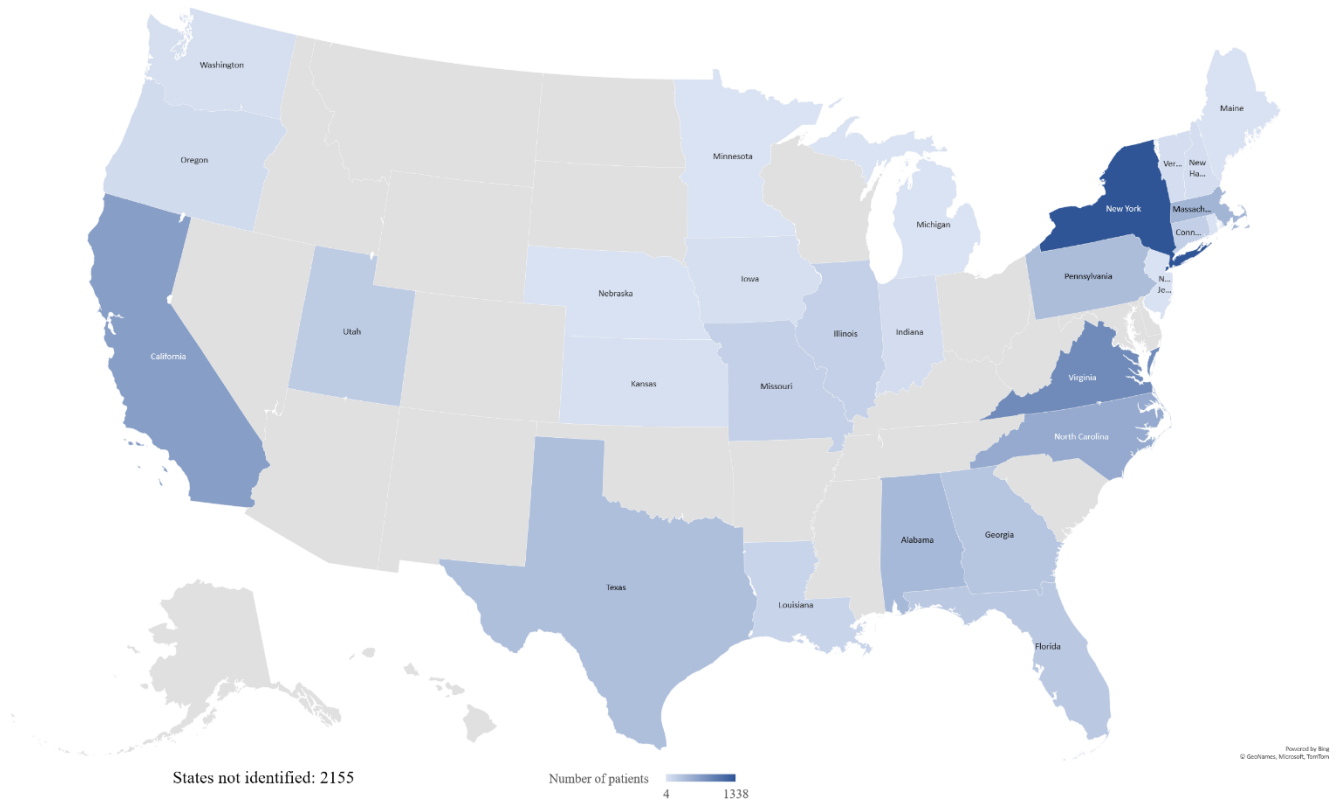 Washington
Maine
Minnesota
Oregon
Ver...
New
Ha...
New York
Massach...
Michigan
Conn...
Pennsylvania
Iowa
N...
Je...
Nebraska
Utah
Illinois
Indiana
California
Virginia
Kansas
Missouri
North Carolina
Georgia
Alabama
Texas
Louisiana
Florida
Powered by Bing
© GeoNames, Microsoft, TomTom
States not identified: 2155
Number of patients
4
1338